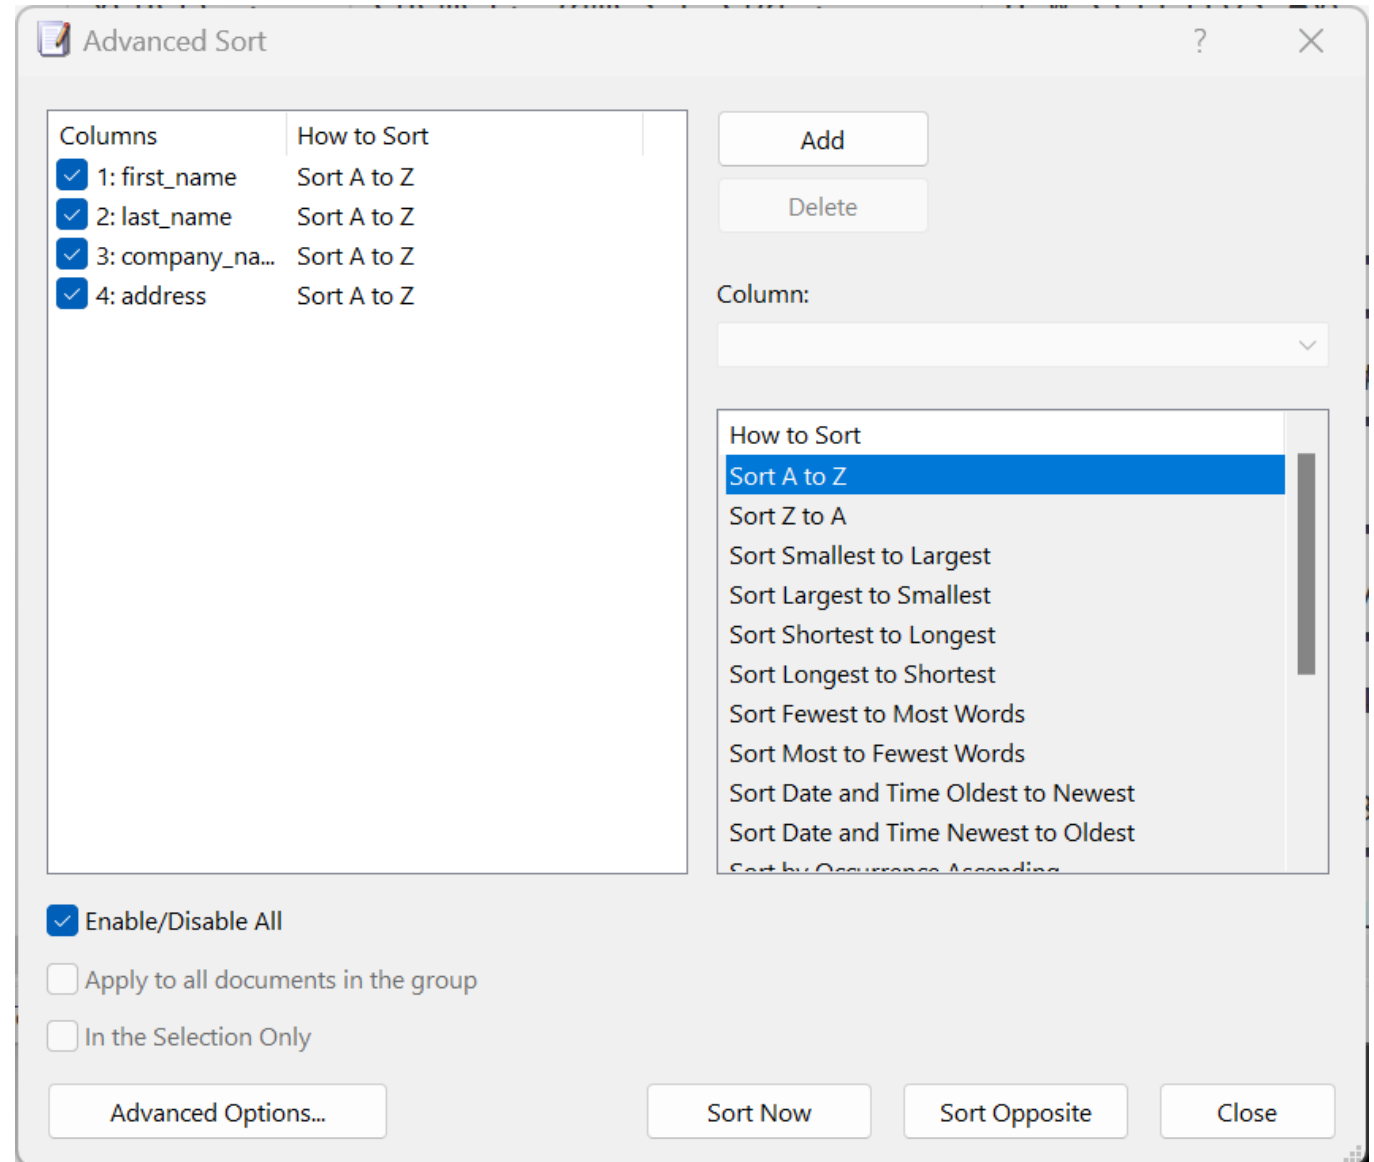 Advanced Sort
?
Columns How to Sort
1: first_name Sort A to Z
2: last_name Sort A to Z
3: company_na... Sort A to Z
4: address Sort A to Z
Add
Delete
Column:
How to Sort
Sort A to Z
Sort Z to A
Sort Smallest to Largest
Sort Largest to Smallest
Sort Shortest to Longest
Sort Longest to Shortest
Sort Fewest to Most Words
Sort Most to Fewest Words
Sort Date and Time Oldest to Newest
Sort Date and Time Newest to Oldest
Sort by Occurrence Ascending
Enable/Disable All
Apply to all documents in the group
In the Selection Only
Advanced Options...
Sort Now
Sort Opposite
Close